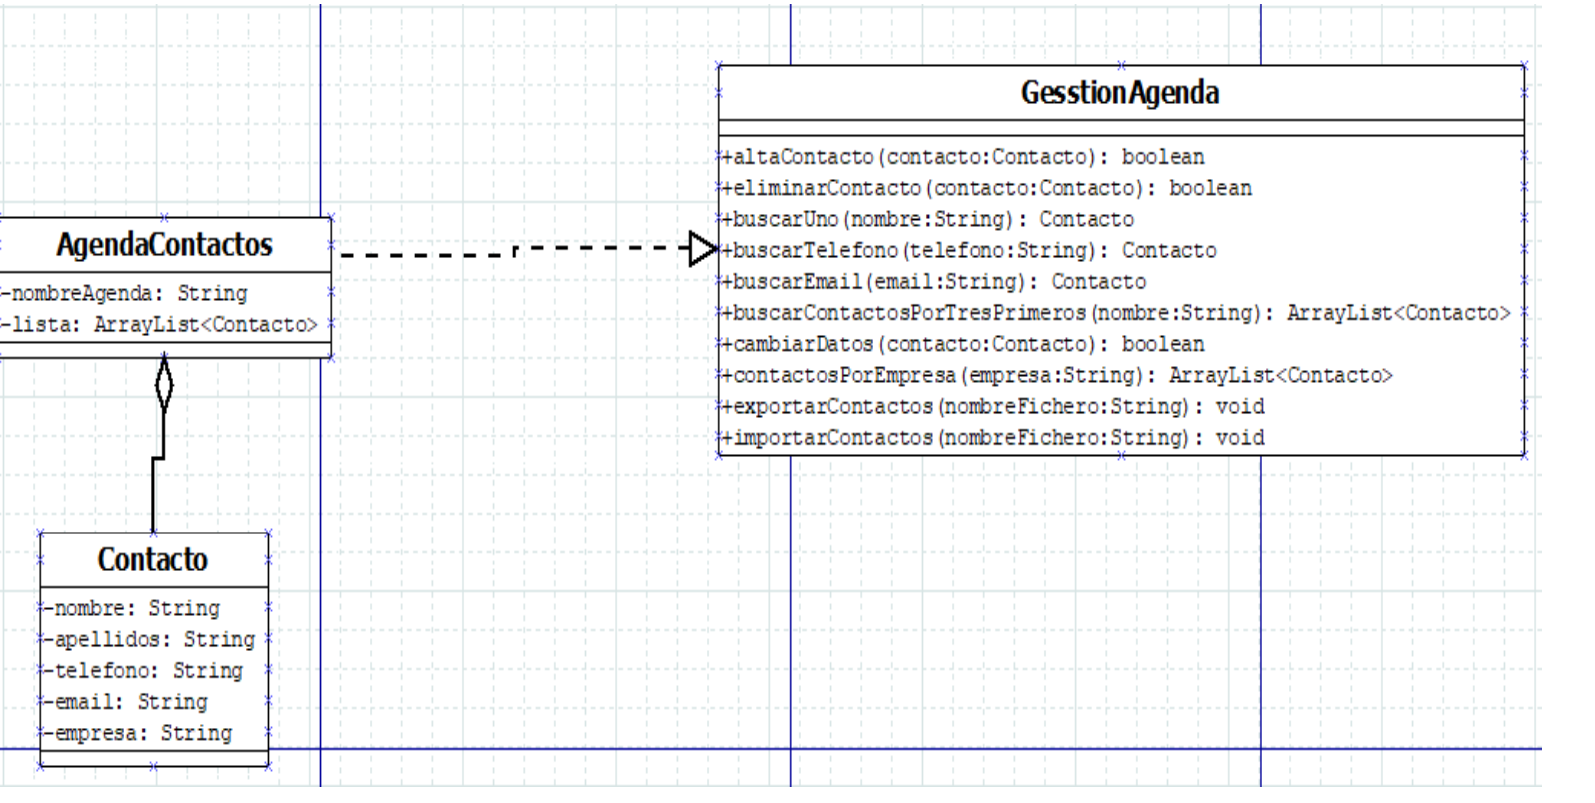 GesstionAgenda
+altaContacto(contacto:Contacto): boolean
+eliminarContacto(contacto:Contacto): boolean
+buscarUno(nombre:String): Contacto
+buscarTelefono(telefono:String): Contacto
+buscarEmail(email:String): Contacto
+buscarContactosPorTresPrimeros(nombre:String): ArrayList<Contacto>
+cambiarDatos(contacto:Contacto): boolean
+contactosPorEmpresa(empresa:String): ArrayList<Contacto>
+exportarContactos(nombreFichero:String): void
+importarContactos(nombreFichero:String): void
AgendaContactos
-nombreAgenda: String
-lista: ArrayList<Contacto>
Contacto
-nombre: String
-apellidos: String
-telefono: String
-email: String
-empresa: String